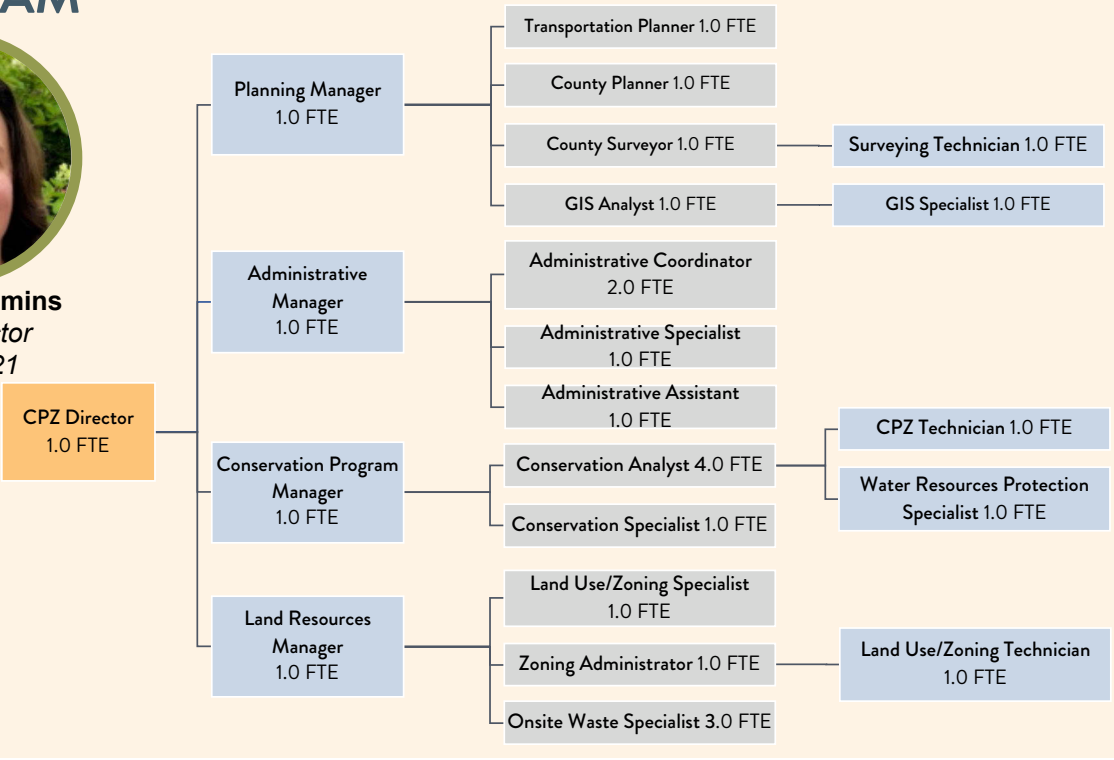 Transportation Planner 1.0 FTE
Planning Manager
1.0 FTE
County Planner 1.0 FTE
County Surveyor 1.0 FTE
Surveying Technician 1.0 FTE
GIS Analyst 1.0 FTE
GIS Specialist 1.0 FTE
Administrative
Manager
1.0 FTE
Administrative Coordinator
2.0 FTE
Administrative Specialist
1.0 FTE
Administrative Assistant
1.0 FTE
CPZ Director
1.0 FTE
Conservation Program
Manager
1.0 FTE
Conservation Analyst 4.0 FTE
CPZ Technician 1.0 FTE
Water Resources Protection
Specialist 1.0 FTE
Conservation Specialist 1.0 FTE
Land Resources
Manager
1.0 FTE
Land Use/Zoning Specialist
1.0 FTE
Zoning Administrator 1.0 FTE
Land Use/Zoning Technician
1.0 FTE
Onsite Waste Specialist 3.0 FTE